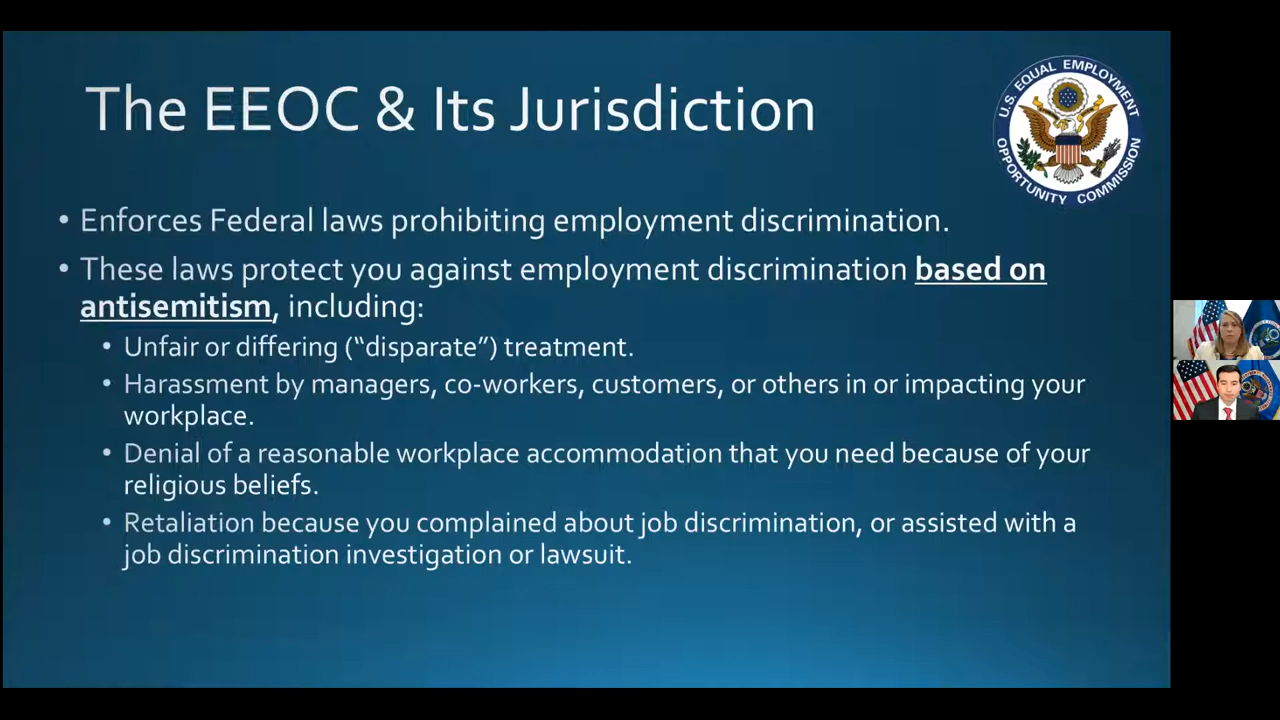 The EEOC & Its Jurisdiction
U.S. EQUAL EMPLOYMENT
OPPORTUNITY COMMISSION
• Enforces Federal laws prohibiting employment discrimination.
• These laws protect you against employment discrimination based on
antisemitism, including:
• Unfair or differing (“disparate”) treatment.
• Harassment by managers, co-workers, customers, or others in or impacting your
workplace.
• Denial of a reasonable workplace accommodation that you need because of your
religious beliefs.
• Retaliation because you complained about job discrimination, or assisted with a
job discrimination investigation or lawsuit.